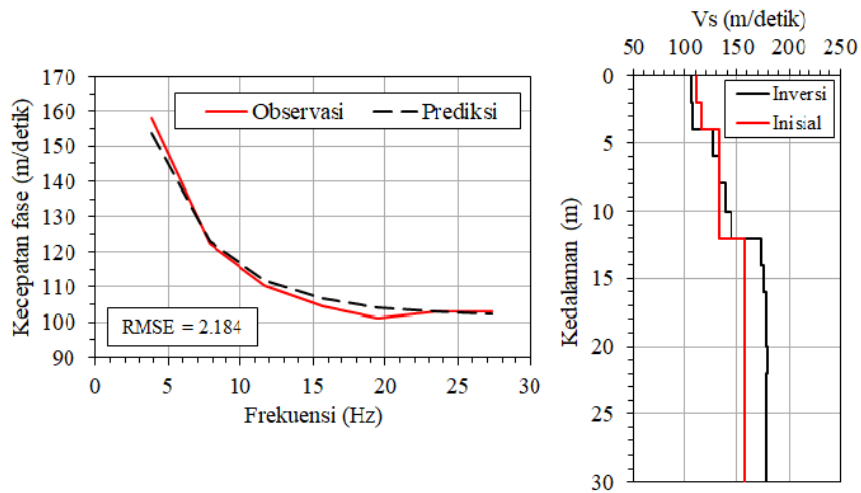 170
160
150
140
130
120
110
100
90
Kecepatan fase (m/detik)
Observasi
Prediksi
RMSE = 2.184
0 5 10 15 20 25 30
Frekuensi (Hz)
Vs (m/detik)
50 100 150 200 250
0
5
10
15
20
25
30
Kedalaman (m)
Inversi
Inisial